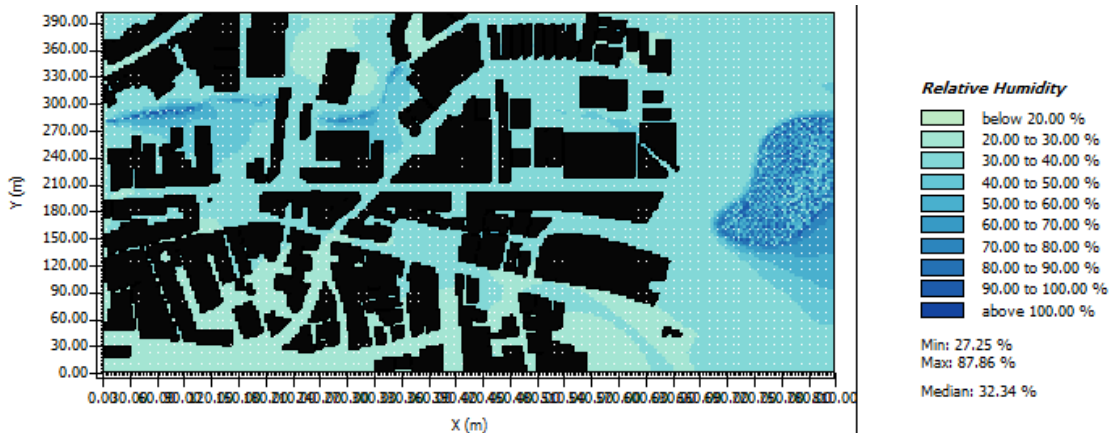 390.00
360.00
330.00
300.00
270.00
240.00
210.00
180.00
150.00
120.00
90.00
60.00
30.00
0.00
Y (m)
X (m)
Relative Humidity
below 20.00 %
20.00 to 30.00 %
30.00 to 40.00 %
40.00 to 50.00 %
50.00 to 60.00 %
60.00 to 70.00 %
70.00 to 80.00 %
80.00 to 90.00 %
90.00 to 100.00 %
above 100.00 %
Min: 27.25 %
Max: 87.86 %
Median: 32.34 %